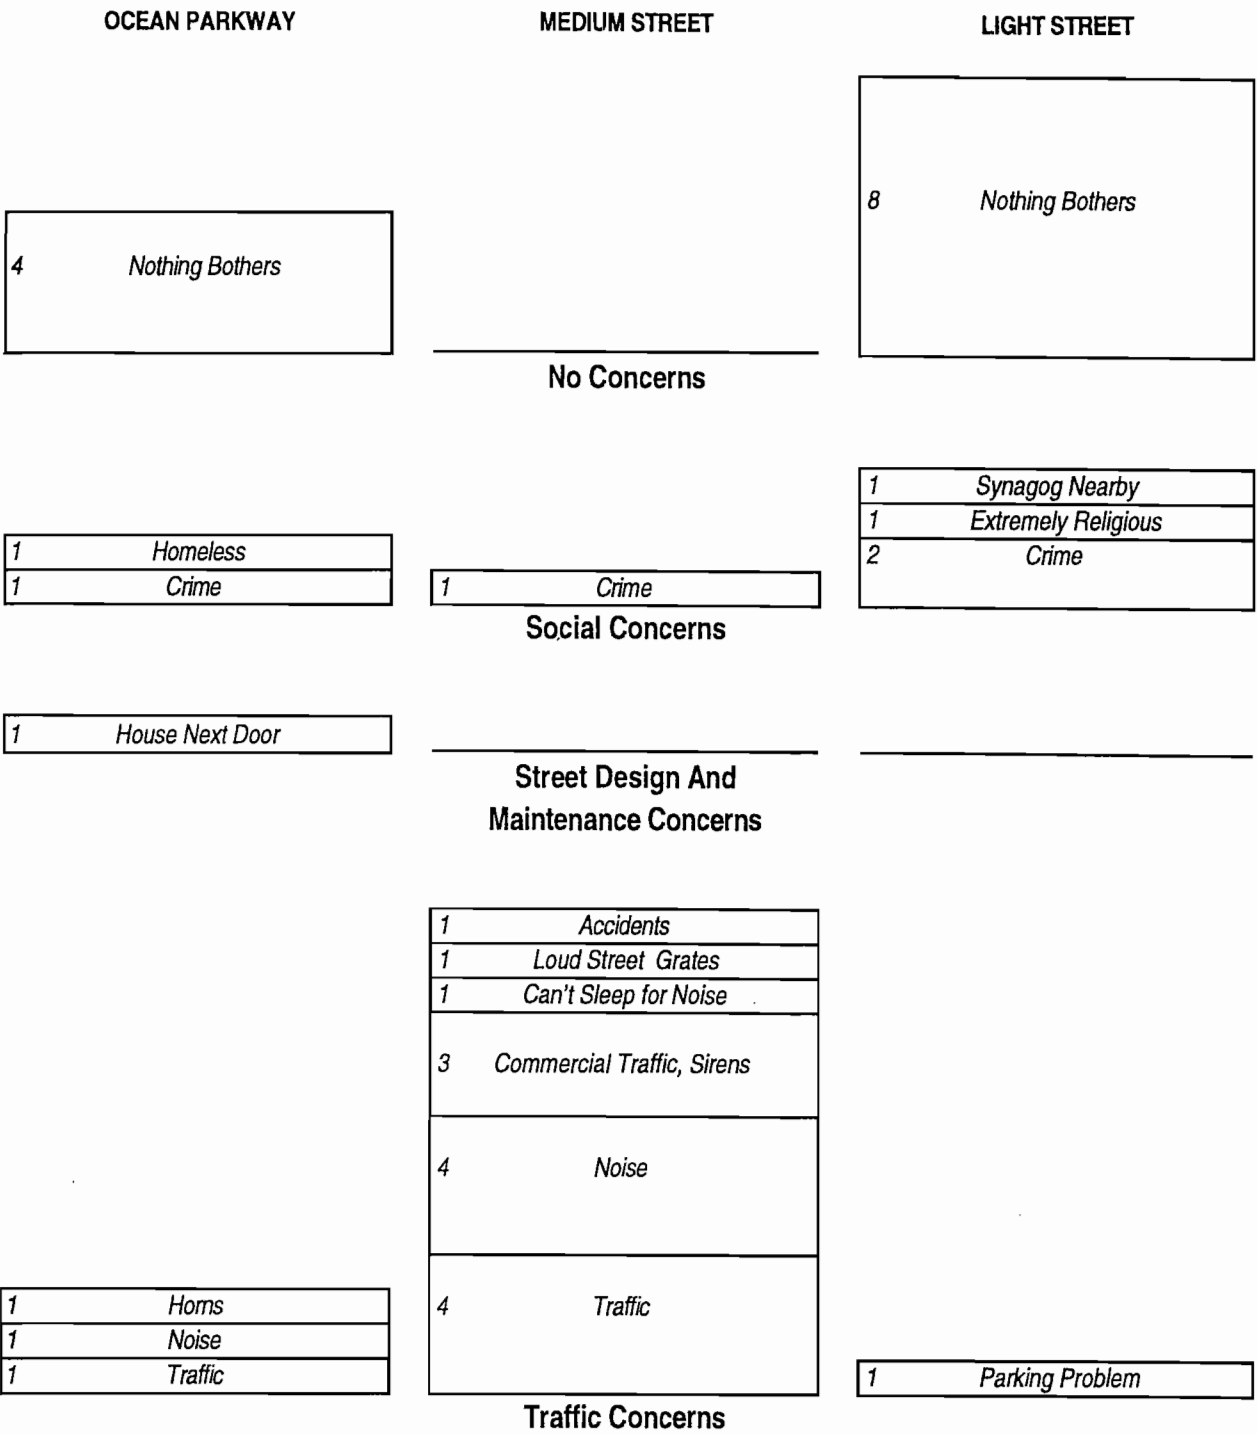 OCEAN PARKWAY
MEDIUM STREET
LIGHT STREET
8 Nothing Bothers
4 Nothing Bothers
No Concerns
1 Synagog Nearby
1 Extremely Religious
1 Homeless
2 Crime
1 Crime
1 Crime
Social Concerns
1 House Next Door
Street Design And
Maintenance Concerns
1 Accidents
1 Loud Street Grates
1 Can't Sleep for Noise
3 Commercial Traffic, Sirens
4 Noise
4 Traffic
1 Horns
1 Noise
1 Traffic
1 Parking Problem
Traffic Concerns